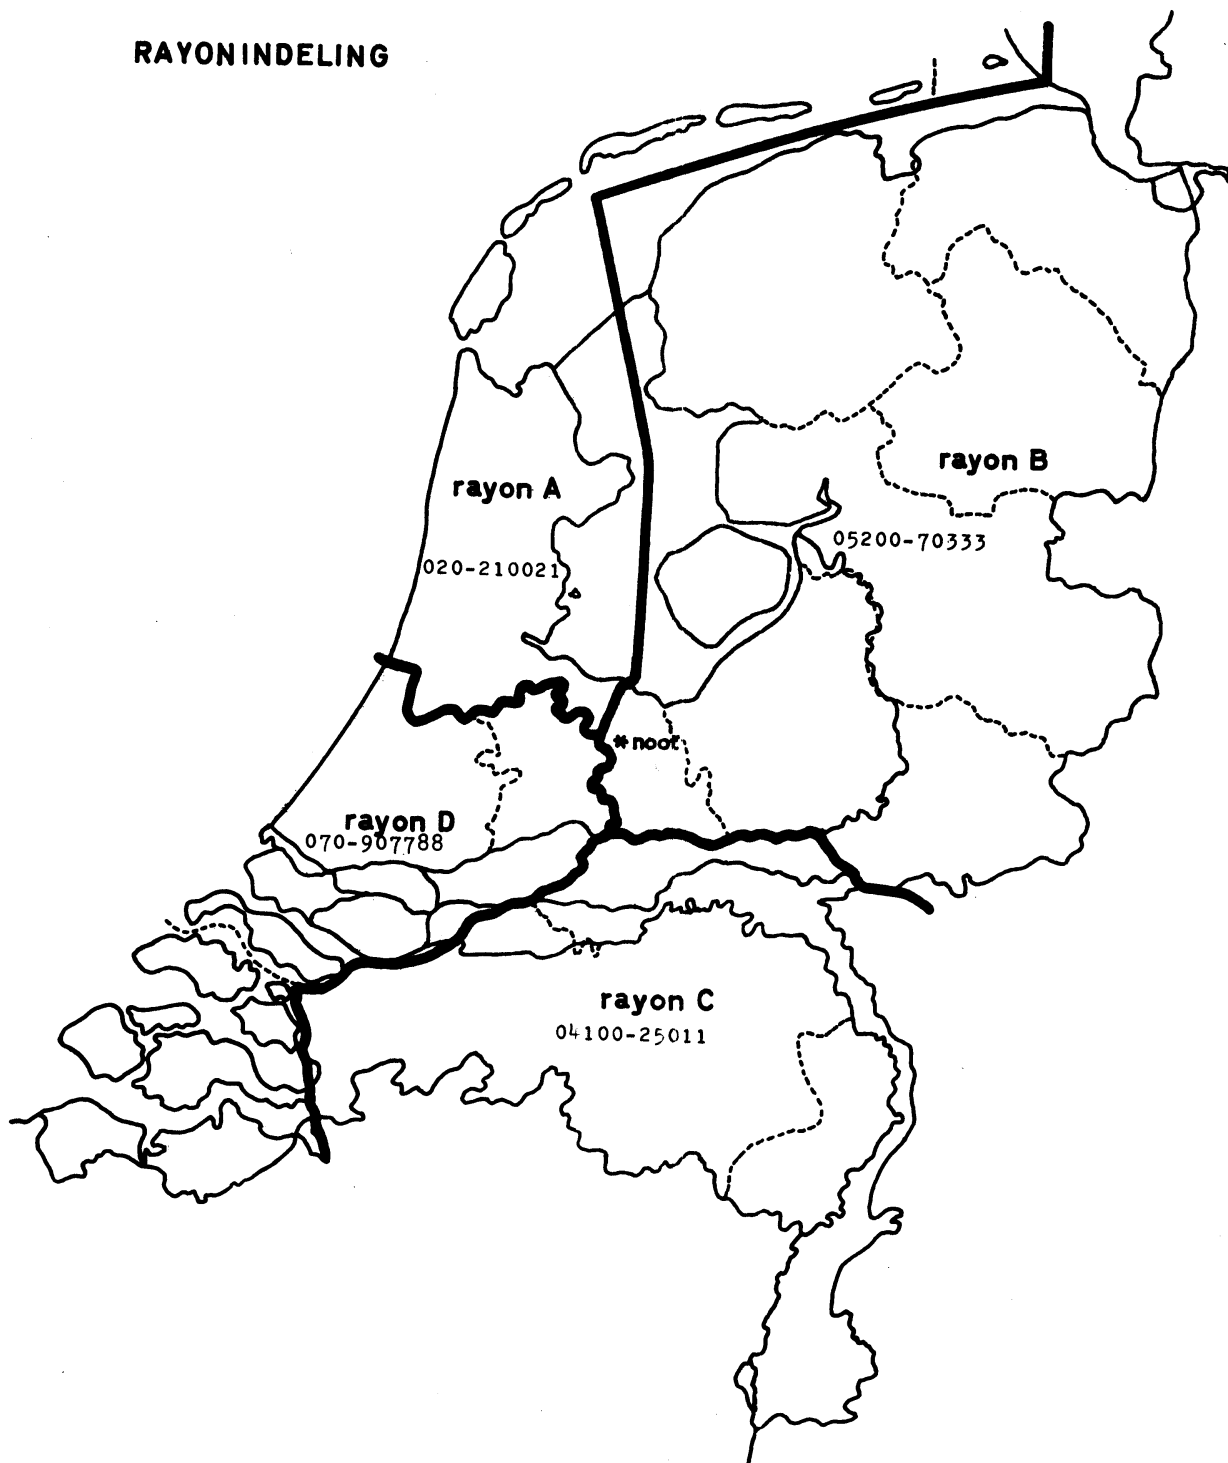 RAYONINDELING
rayon B
05200-70333
rayon A
020-210021
* noot
rayon D
070-907788
rayon C
04100-25011